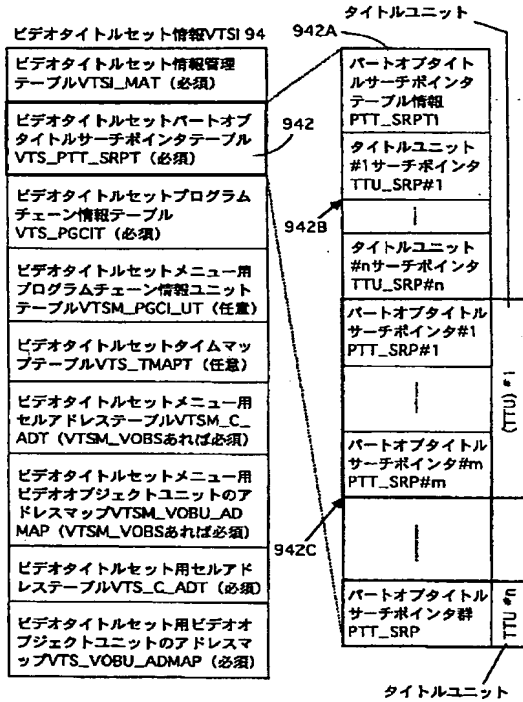 ビデオタイトルセット情報VTSI 94
ビデオタイトルセット情報管理
テーブルVTSI_MAT（必須）
ビデオタイトルセットパートオブ
タイトルサーチポインタテーブル
VTS_PTT_SRPT（必須）
ビデオタイトルセットプログラム
チェーン情報テーブル
VTS_PGCIT（必須）
ビデオタイトルセットメニュー用
プログラムチェーン情報ユニット
テーブルVTSM_PGCI_UT（任意）
ビデオタイトルセットタイムマッ
プテーブルVTS_TMAPT（任意）
ビデオタイトルセットメニュー用
セルアドレステーブルVTSM_C_
ADT（VTSM_VOBSあれば必須）
ビデオタイトルセットメニュー用
ビデオオブジェクトユニットのア
ドレスマップVTSM_VOBU_AD
MAP（VTSM_VOBSあれば必須）
ビデオタイトルセット用セルアド
レステーブルVTS_C_ADT（必須）
ビデオタイトルセット用ビデオオ
ブジェクトユニットのアドレスマ
ップVTS_VOBU_ADMAP（必須）
942
942A
942B
942C
タイトルユニット
パートオブタイト
ルサーチポインタ
テーブル情報
PTT_SRPTI
タイトルユニット
#1サーチポインタ
TTU_SRP#1
タイトルユニット
#nサーチポインタ
TTU_SRP#n
パートオブタイトル
サーチポインタ#1
PTT_SRP#1
パートオブタイトル
サーチポインタ#m
PTT_SRP#m
パートオブタイトル
サーチポインタ群
PTT_SRP
(TTU) #1
TTU #n
タイトルユニット